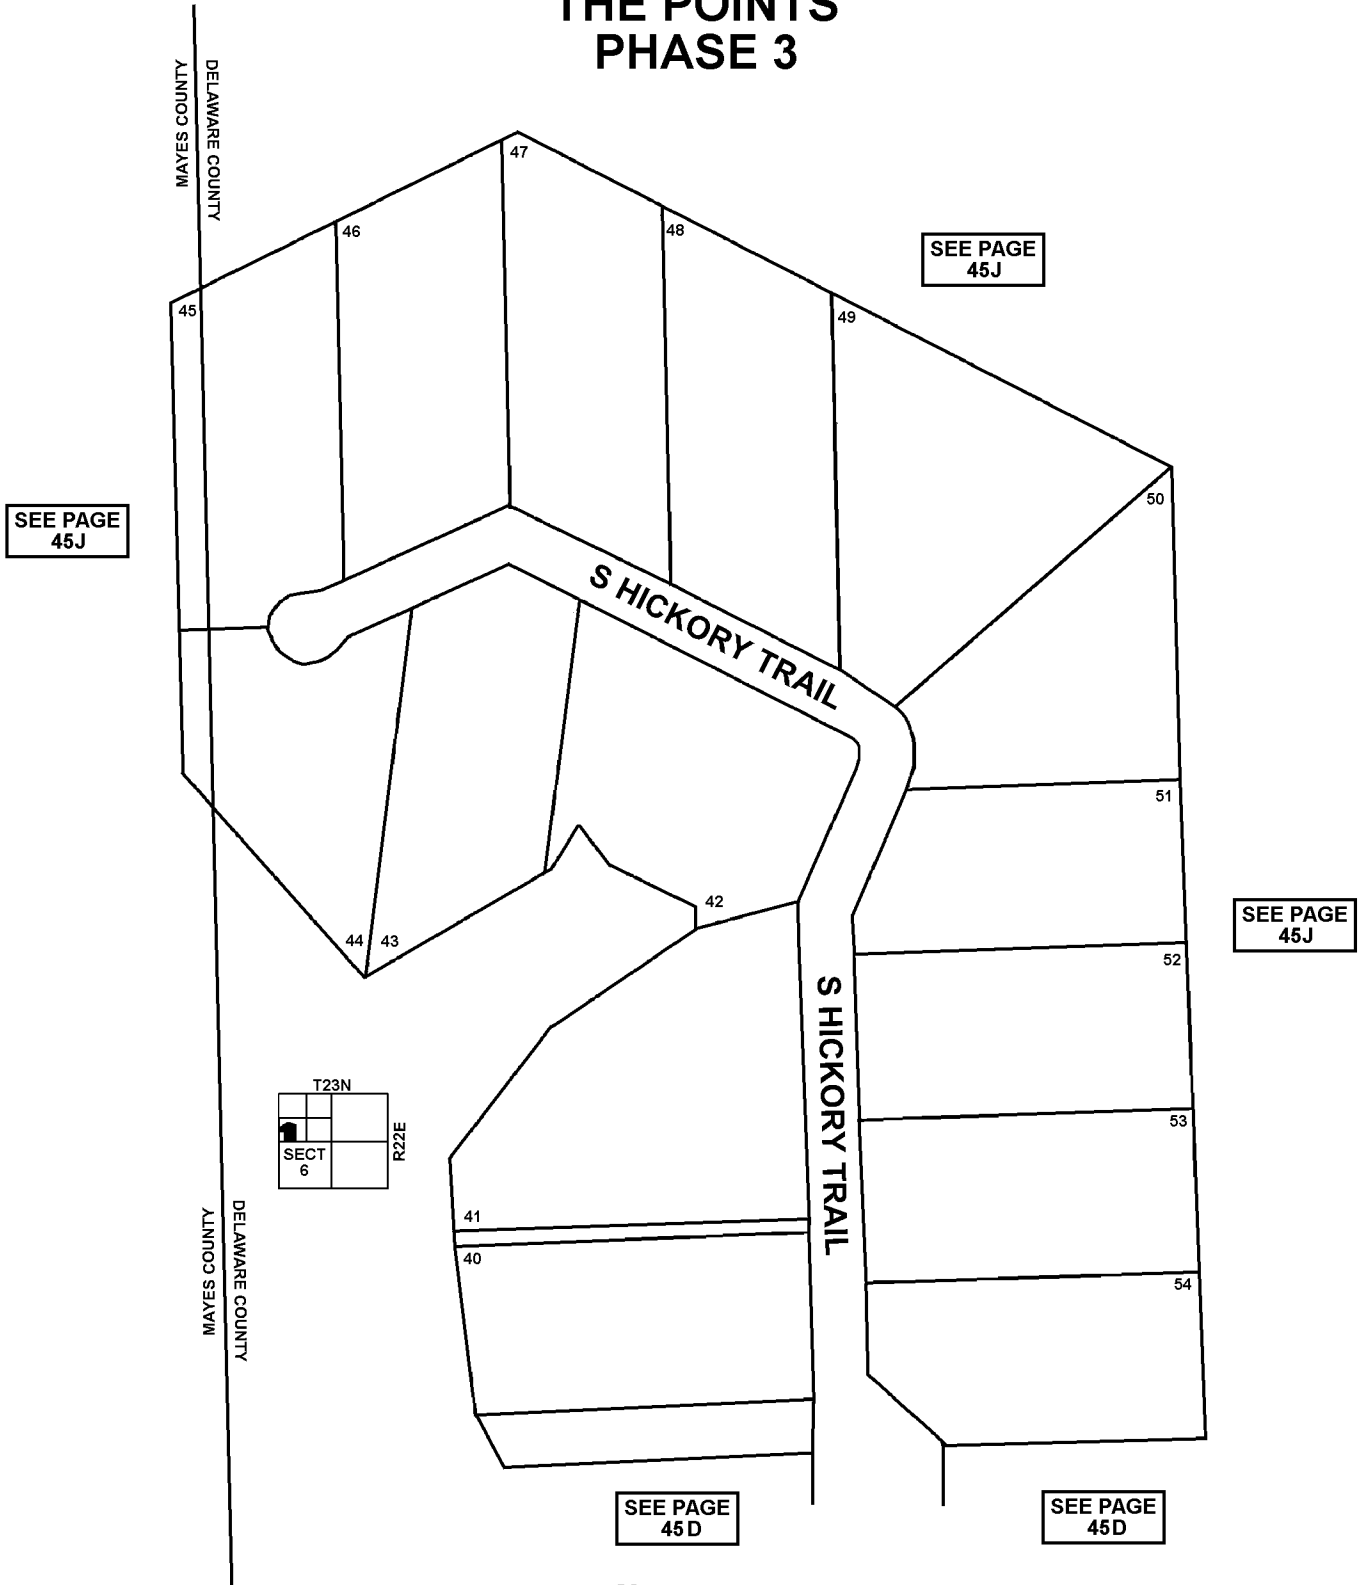 THE POINTS
PHASE 3
MAYES COUNTY
DELAWARE COUNTY
47
46
48
SEE PAGE
45J
45
49
50
SEE PAGE
45J
S HICKORY TRAIL
51
42
SEE PAGE
45J
44
43
52
S HICKORY TRAIL
T23N
R22E
SECT
6
53
41
40
54
MAYES COUNTY
DELAWARE COUNTY
SEE PAGE
45D
SEE PAGE
45D